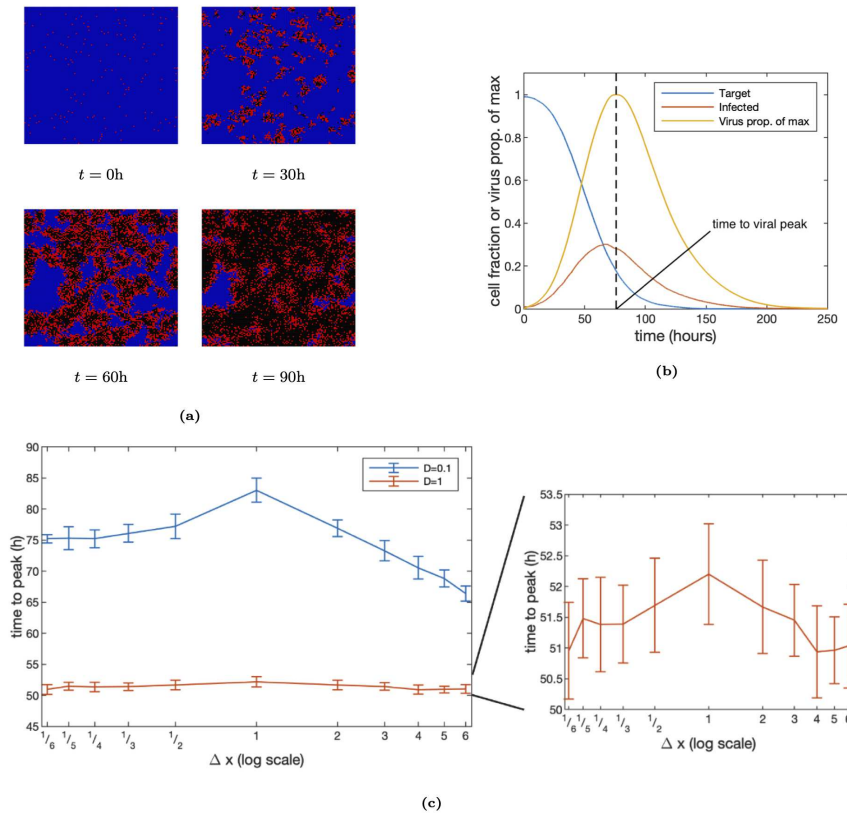 t = 0h
t = 30h
t = 60h
t = 90h
(a)
cell fraction or virus prop. of max
1
0.8
0.6
0.4
0.2
0
Target
Infected
Virus prop. of max
time to viral peak
0 50 100 150 200 250
time (hours)
(b)
time to peak (h)
90
85
80
75
70
65
60
55
50
45
D=0.1
D=1
1/6 1/5 1/4 1/3 1/2 1 2 3 4 5 6
Δ x (log scale)
time to peak (h)
53.5
53
52.5
52
51.5
51
50.5
50
1/6 1/5 1/4 1/3 1/2 1 2 3 4 5 6
Δ x (log scale)
(c)